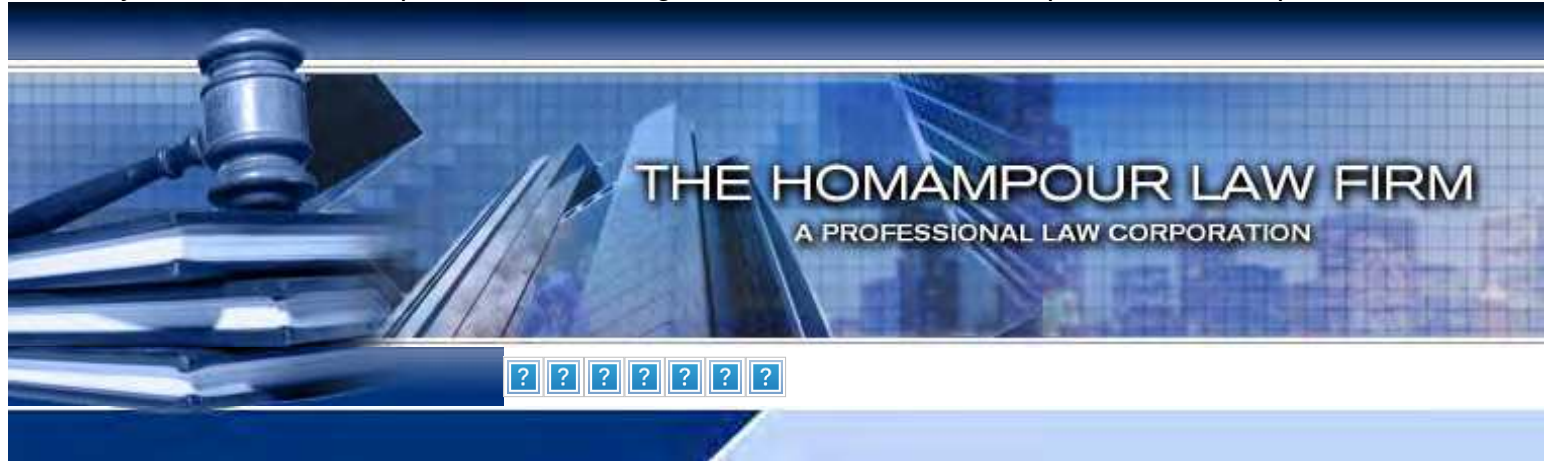 THE HOMAMPOUR LAW FIRM
A PROFESSIONAL LAW CORPORATION
? ? ? ? ? ? ?